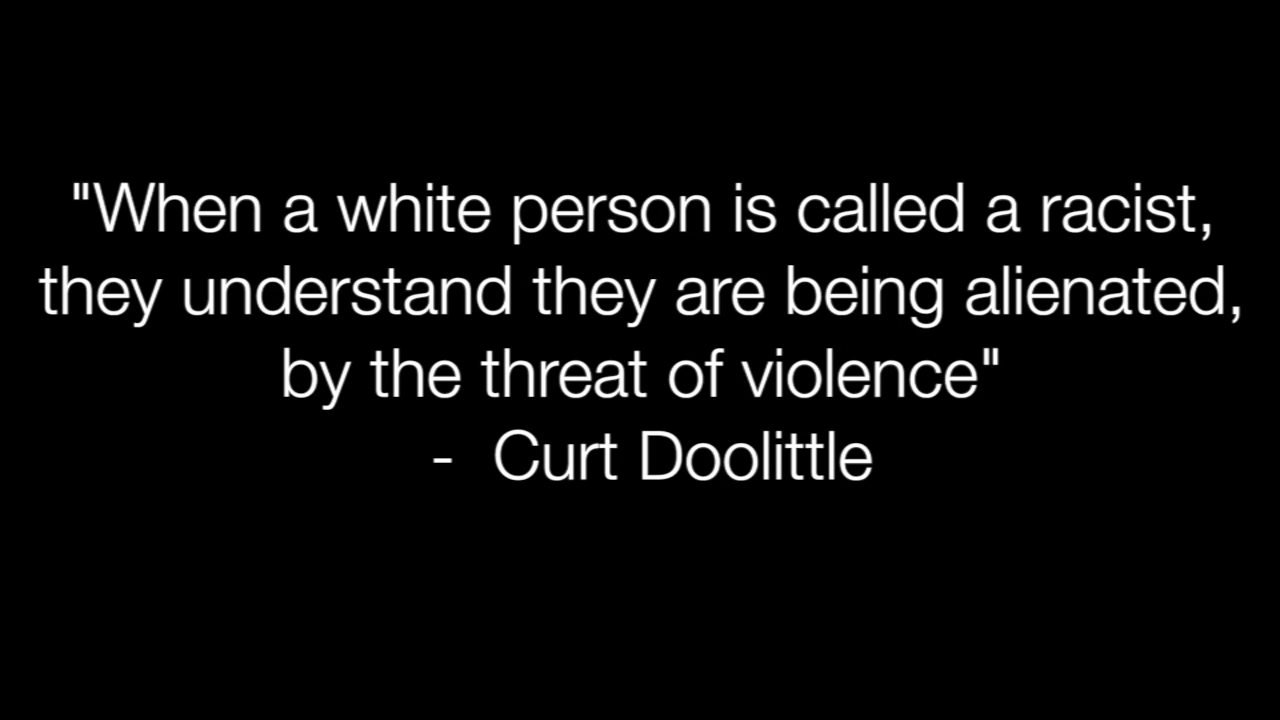 "When a white person is called a racist,
they understand they are being alienated,
by the threat of violence"
- Curt Doolittle